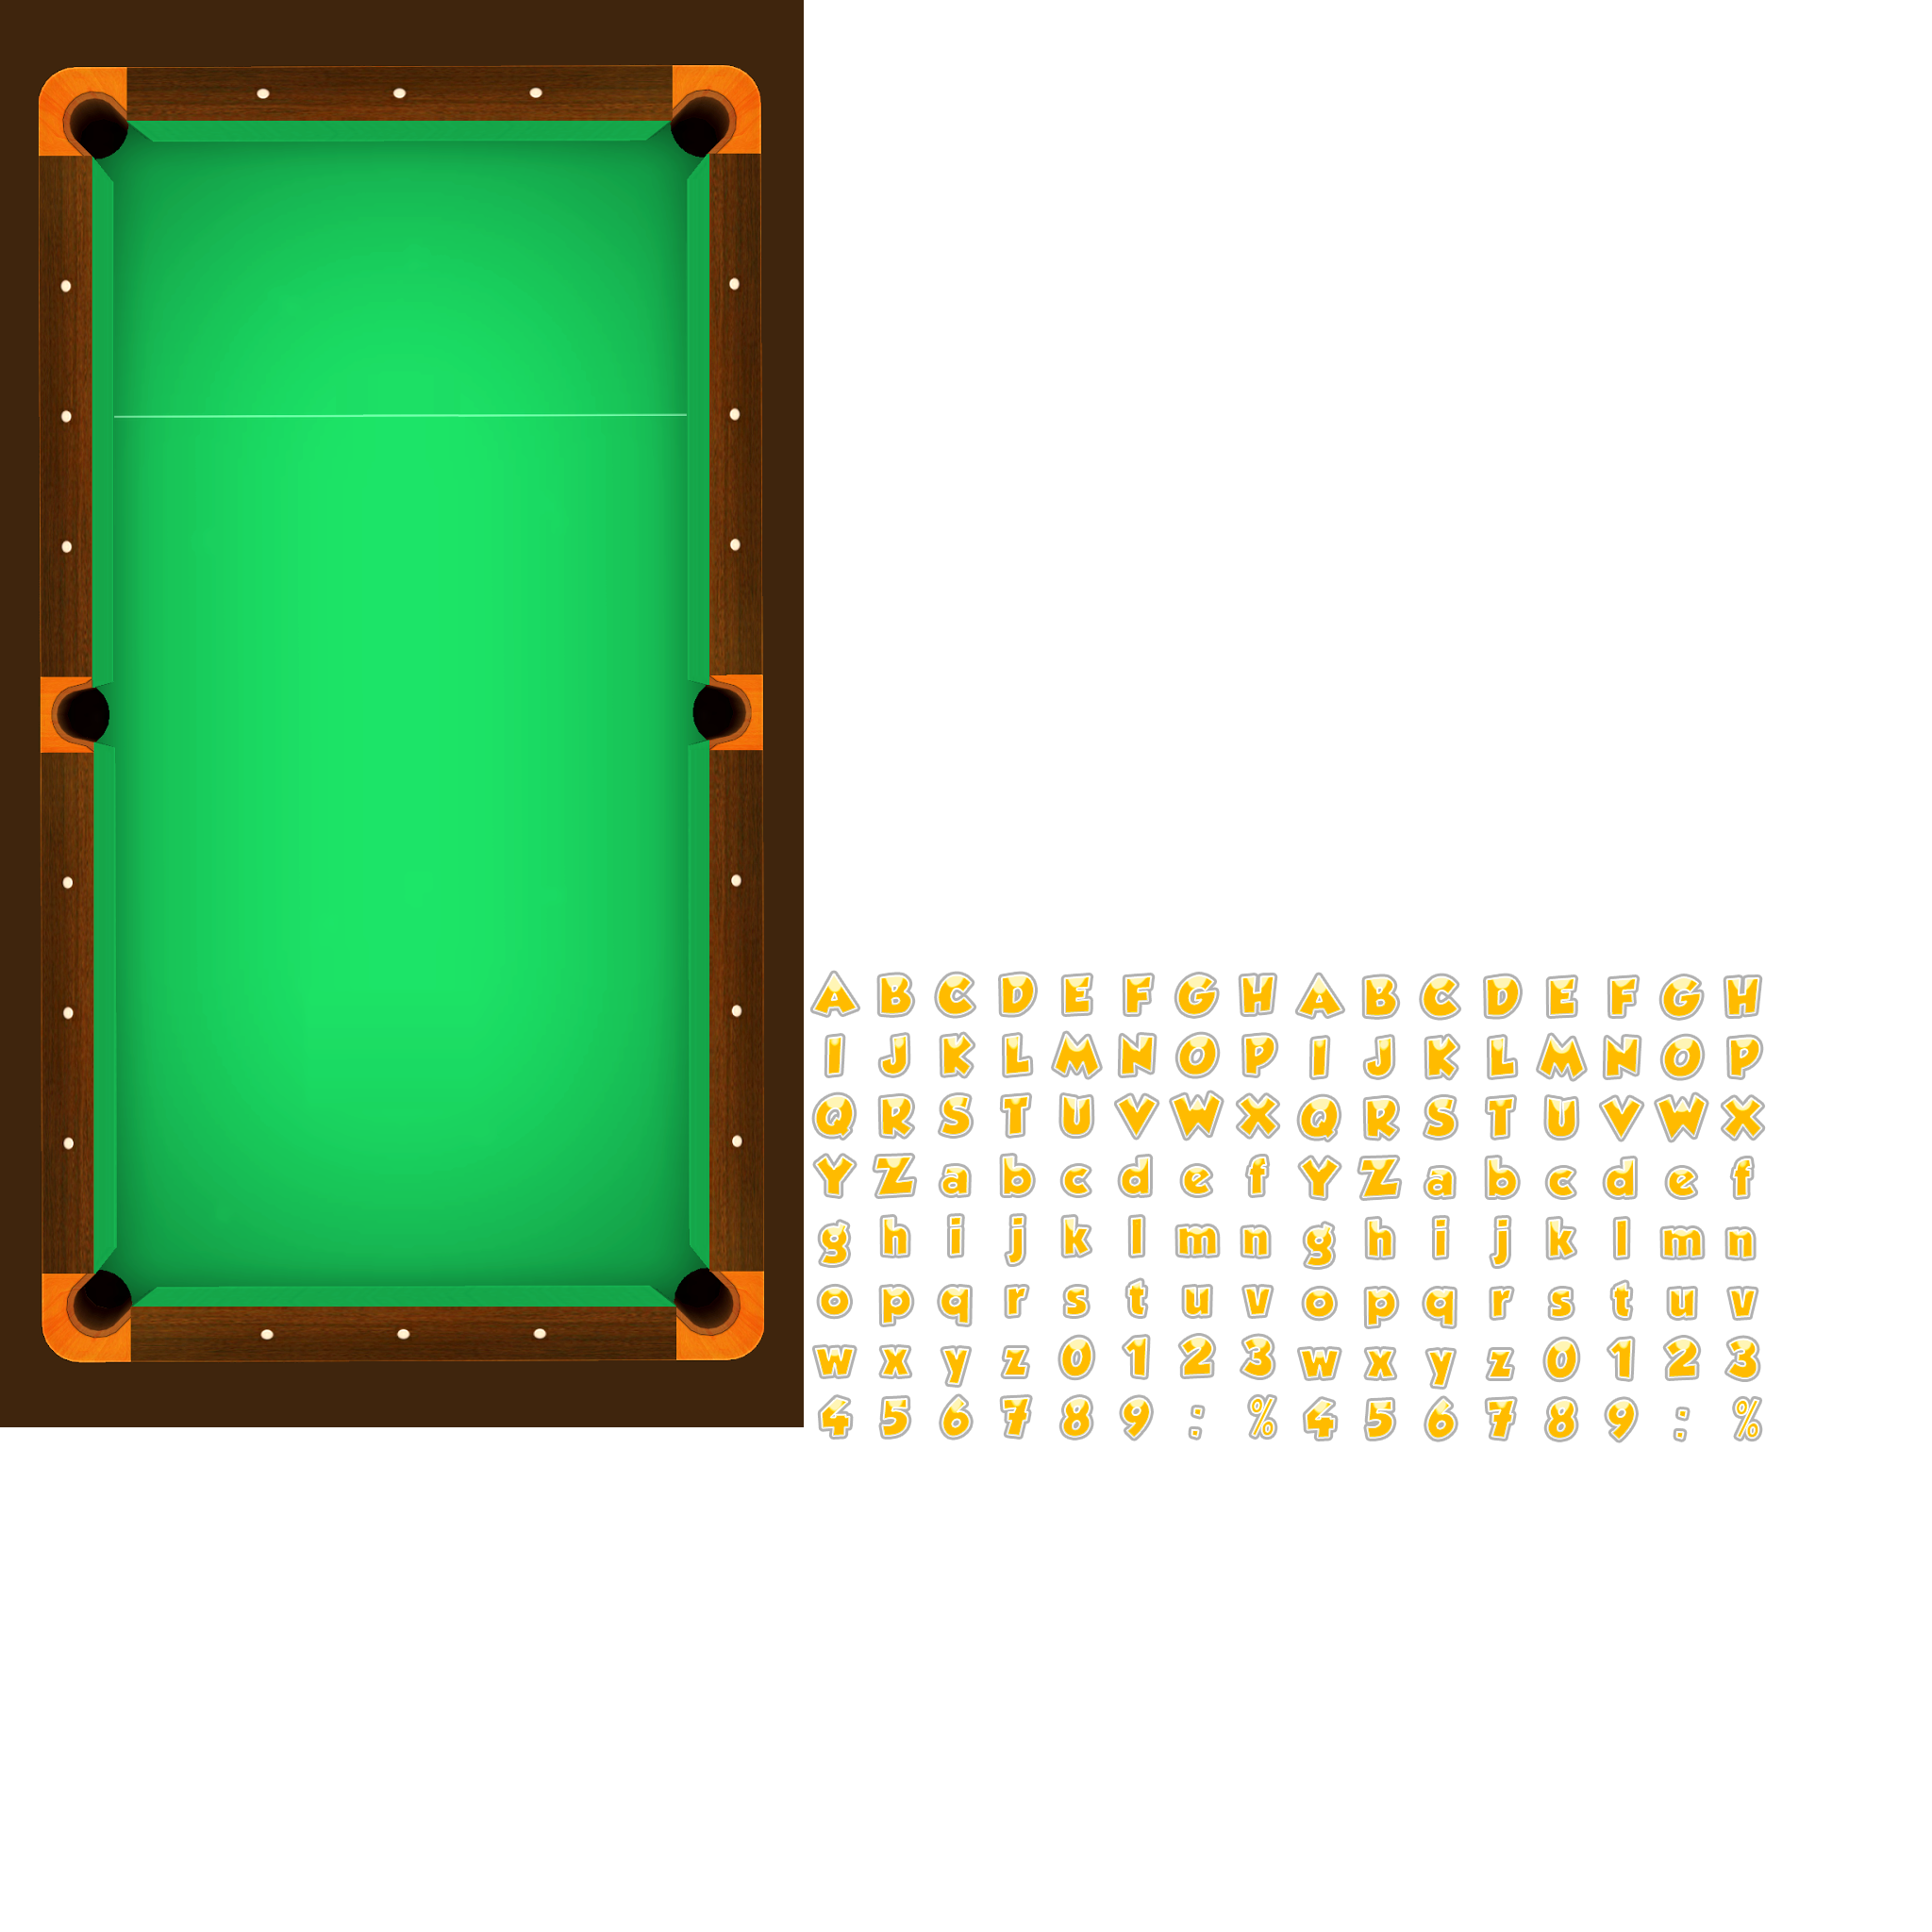 A B C D E F G H A B C D E F G H
I J K L M N O P I J K L M N O P
Q R S T U V W X Q R S T U V W X
Y Z a b c d e f Y Z a b c d e f
g h i j k l m n g h i j k l m n
o p q r s t u v o p q r s t u v
w x y z 0 1 2 3 w x y z 0 1 2 3
4 5 6 7 8 9 : % 4 5 6 7 8 9 : %